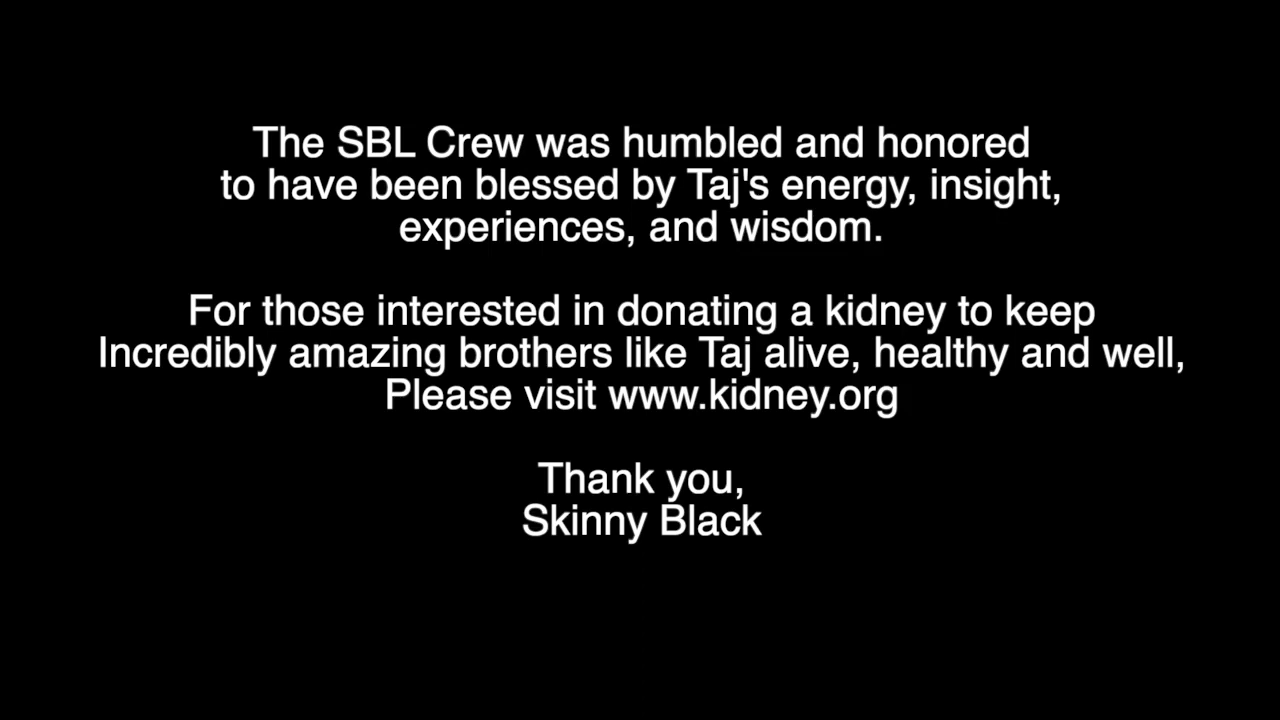 The SBL Crew was humbled and honored
to have been blessed by Taj's energy, insight,
experiences, and wisdom.
For those interested in donating a kidney to keep
Incredibly amazing brothers like Taj alive, healthy and well,
Please visit www.kidney.org
Thank you,
Skinny Black